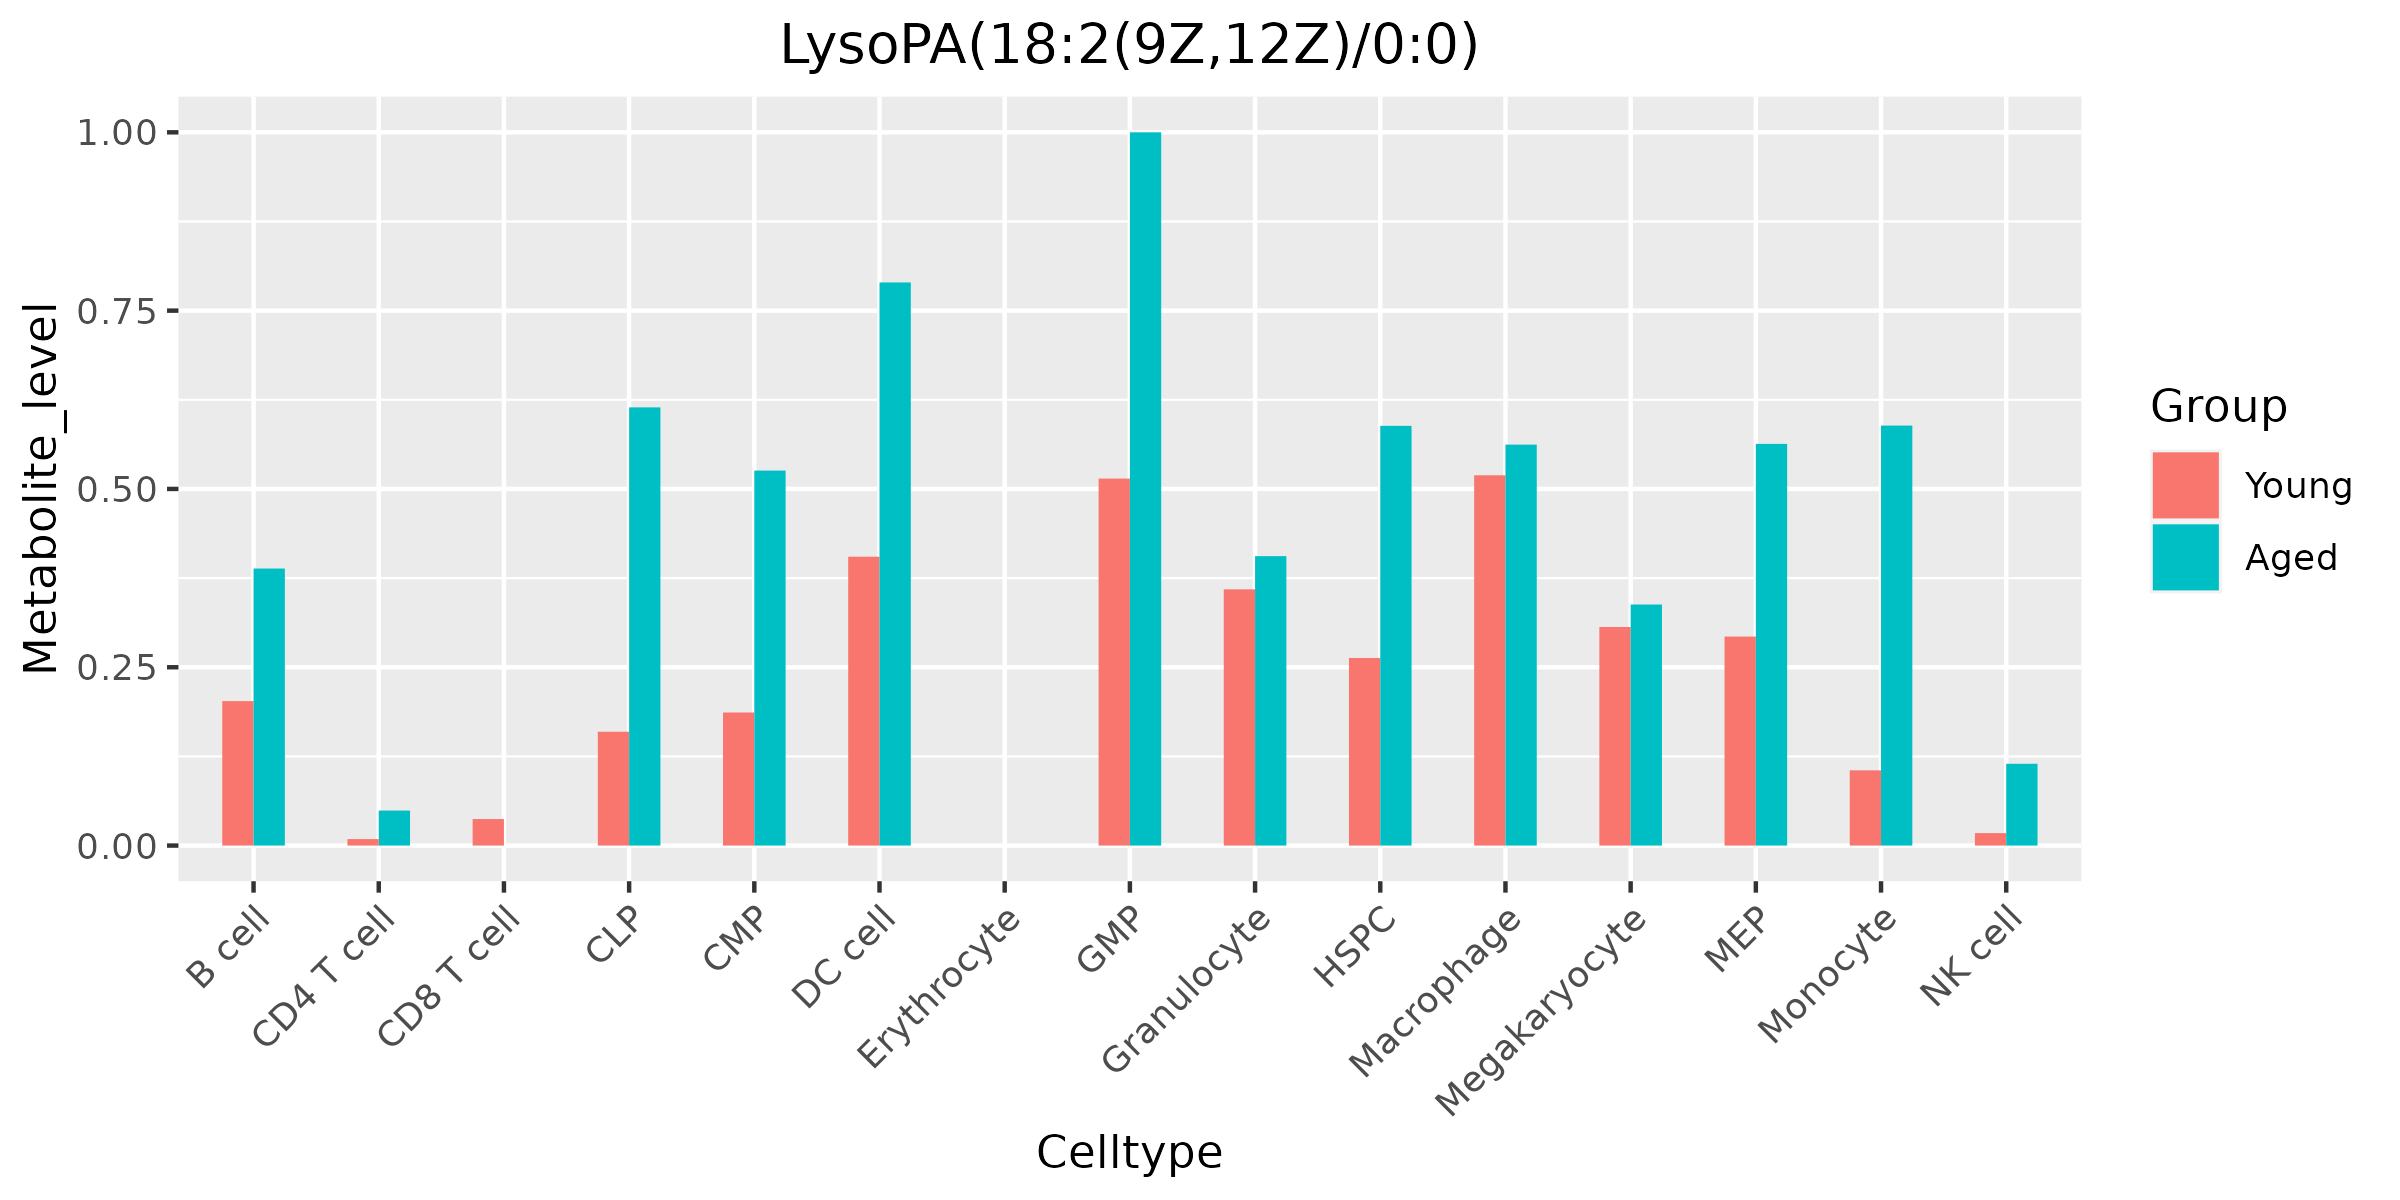 LysoPA(18:2(9Z,12Z)/0:0)
Metabolite_level
1.00
0.75
0.50
0.25
0.00
B cell
CD4 T cell
CD8 T cell
CLP
CMP
DC cell
Erythrocyte
GMP
Granulocyte
HSPC
Macrophage
Megakaryocyte
MEP
Monocyte
NK cell
Celltype
Group
Young
Aged